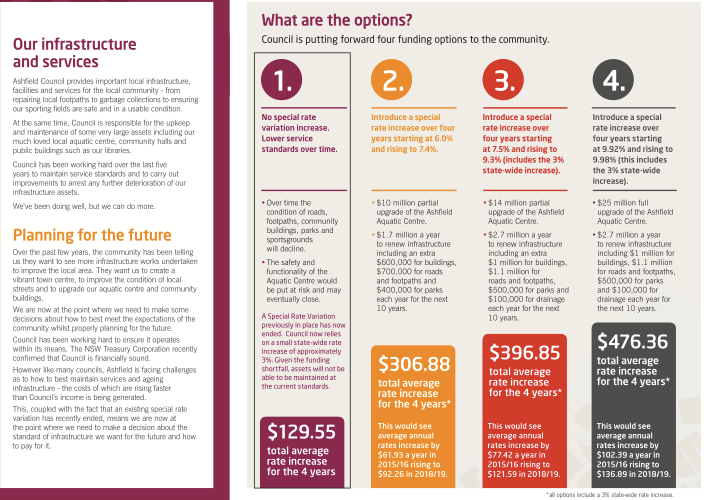 Our infrastructure
and services
Ashfield Council provides important local infrastructure,
facilities and services for the local community - from
repairing local footpaths to garbage collections to ensuring
our sporting fields are safe and in a usable condition.
At the same time, Council is responsible for the upkeep
and maintenance of some very large assets including our
much loved local aquatic centre, community halls and
public buildings such as our libraries.
Council has been working hard over the last five
years to maintain service standards and to carry out
improvements to arrest any further deterioration of our
infrastructure assets.
We've been doing well, but we can do more.
Planning for the future
Over the past few years, the community has been telling
us they want to see more infrastructure works undertaken
to improve the local area. They want us to create a
vibrant town centre, to improve the condition of local
streets and to upgrade our aquatic centre and community
buildings.
We are now at the point where we need to make some
decisions about how to best meet the expectations of the
community whilst properly planning for the future.
Council has been working hard to ensure it operates
within its means. The NSW Treasury Corporation recently
confirmed that Council is financially sound.
However like many councils, Ashfield is facing challenges
as to how to best maintain services and ageing
infrastructure - the costs of which are rising faster
than Council's income is being generated.
This, coupled with the fact that an existing special rate
variation has recently ended, means we are now at
the point where we need to make a decision about the
standard of infrastructure we want for the future and how
to pay for it.
What are the options?
Council is putting forward four funding options to the community.
1.
No special rate
variation increase.
Lower service
standards over time.
• Over time the
condition of roads,
footpaths, community
buildings, parks and
sportsgrounds
will decline.
• The safety and
functionality of the
Aquatic Centre would
be put at risk and may
eventually close.
A Special Rate Variation
previously in place has now
ended. Council now relies
on a small state-wide rate
increase of approximately
3%. Given the funding
shortfall, assets will not be
able to be maintained at
the current standards.
$129.55
total average
rate increase
for the 4 years
2.
Introduce a special
rate increase over four
years starting at 6.0%
and rising to 7.4%.
• $10 million partial
upgrade of the Ashfield
Aquatic Centre.
• $1.7 million a year
to renew infrastructure
including an extra
$600,000 for buildings,
$700,000 for roads
and footpaths and
$400,000 for parks
each year for the next
10 years.
$306.88
total average
rate increase
for the 4 years*
This would see
average annual
rates increase by
$61.93 a year in
2015/16 rising to
$92.26 in 2018/19.
3.
Introduce a special
rate increase over
four years starting
at 7.5% and rising to
9.3% (includes the 3%
state-wide increase).
• $14 million partial
upgrade of the Ashfield
Aquatic Centre.
• $2.7 million a year
to renew infrastructure
including an extra
$1 million for buildings,
$1.1 million for
roads and footpaths,
$500,000 for parks and
$100,000 for drainage
each year for the next
10 years.
$396.85
total average
rate increase
for the 4 years*
This would see
average annual
rates increase by
$77.42 a year in
2015/16 rising to
$121.59 in 2018/19.
4.
Introduce a special
rate increase over
four years starting
at 9.92% and rising to
9.98% (this includes
the 3% state-wide
increase).
• $25 million full
upgrade of the Ashfield
Aquatic Centre.
• $2.7 million a year
to renew infrastructure
including $1 million for
buildings, $1.1 million
for roads and footpaths,
$500,000 for parks
and $100,000 for
drainage each year for
the next 10 years.
$476.36
total average
rate increase
for the 4 years*
This would see
average annual
rates increase by
$102.39 a year in
2015/16 rising to
$136.89 in 2018/19.
*all options include a 3% state-wide rate increase.